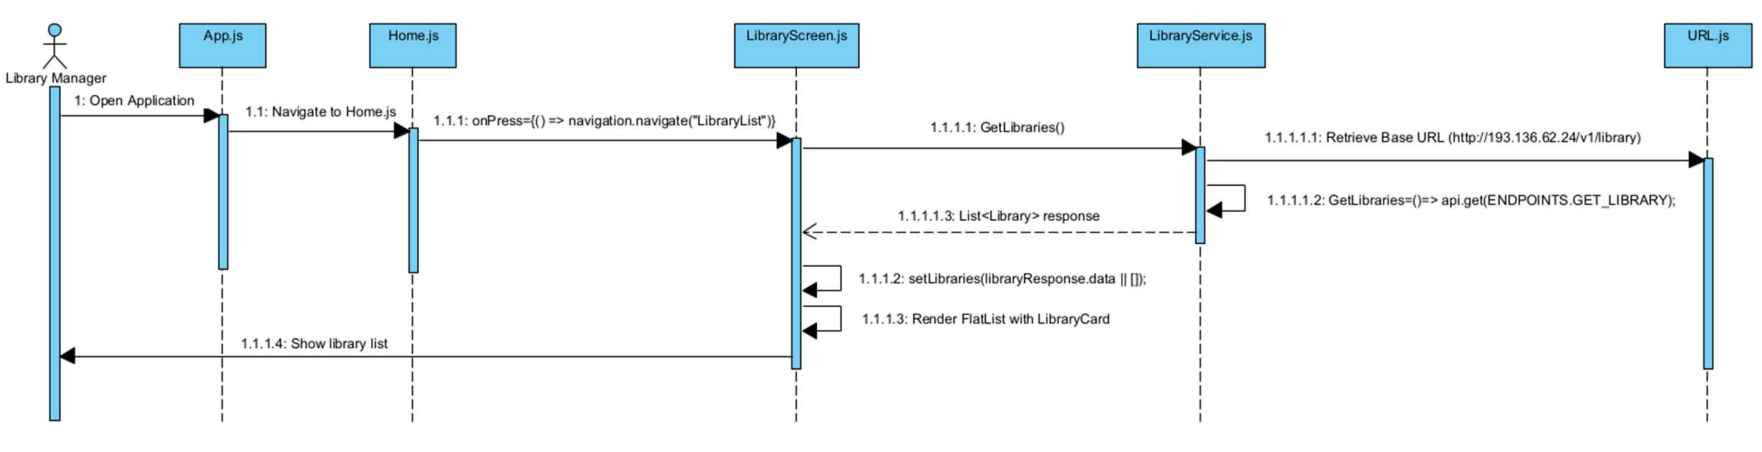 App.js
Home.js
LibraryScreen.js
LibraryService.js
URL.js
Library Manager
1: Open Application
1.1: Navigate to Home.js
1.1.1: onPress={() => navigation.navigate("LibraryList")}
1.1.1.1: GetLibraries()
1.1.1.1.1: Retrieve Base URL (http://193.136.62.24/v1/library)
1.1.1.1.2: GetLibraries=()=> api.get(ENDPOINTS.GET_LIBRARY);
1.1.1.1.3: List<Library> response
1.1.1.2: setLibraries(libraryResponse.data || []);
1.1.1.3: Render FlatList with LibraryCard
1.1.1.4: Show library list